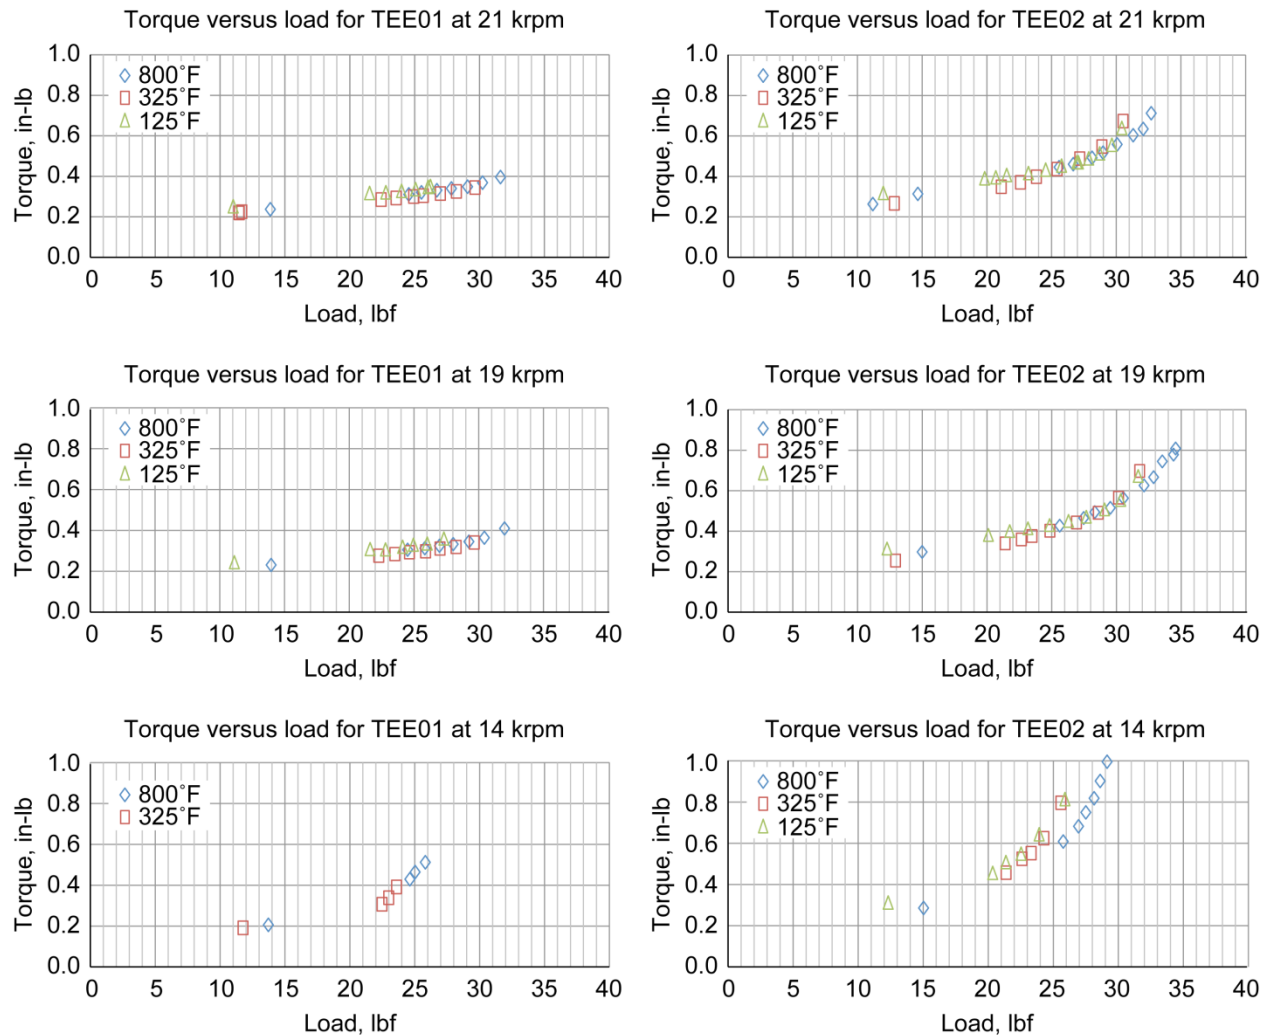 Torque versus load for TEE01 at 21 krpm
Torque, in-lb
1.0
0.8
0.6
0.4
0.2
0.0
800˚F
325˚F
125˚F
0 5 10 15 20 25 30 35 40
Load, lbf
Torque versus load for TEE02 at 21 krpm
Torque, in-lb
1.0
0.8
0.6
0.4
0.2
0.0
800˚F
325˚F
125˚F
0 5 10 15 20 25 30 35 40
Load, lbf
Torque versus load for TEE01 at 19 krpm
Torque, in-lb
1.0
0.8
0.6
0.4
0.2
0.0
800˚F
325˚F
125˚F
0 5 10 15 20 25 30 35 40
Load, lbf
Torque versus load for TEE02 at 19 krpm
Torque, in-lb
1.0
0.8
0.6
0.4
0.2
0.0
800˚F
325˚F
125˚F
0 5 10 15 20 25 30 35 40
Load, lbf
Torque versus load for TEE01 at 14 krpm
Torque, in-lb
1.0
0.8
0.6
0.4
0.2
0.0
800˚F
325˚F
0 5 10 15 20 25 30 35 40
Load, lbf
Torque versus load for TEE02 at 14 krpm
Torque, in-lb
1.0
0.8
0.6
0.4
0.2
0.0
800˚F
325˚F
125˚F
0 5 10 15 20 25 30 35 40
Load, lbf